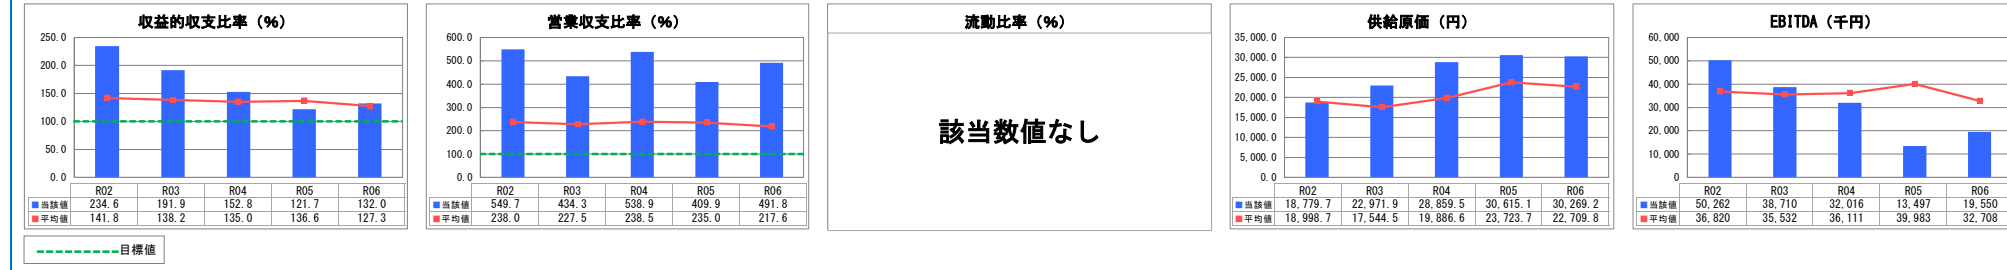 収益的収支比率（％）
250.0
200.0
150.0
100.0
50.0
0.0
R02 R03 R04 R05 R06
当該値 234.6 191.9 152.8 121.7 132.0
平均値 141.8 138.2 135.0 136.6 127.3
営業収支比率（％）
600.0
500.0
400.0
300.0
200.0
100.0
0.0
R02 R03 R04 R05 R06
当該値 549.7 434.3 538.9 409.9 491.8
平均値 238.0 227.5 238.5 235.0 217.6
流動比率（％）
該当数値なし
供給原価（円）
35,000.0
30,000.0
25,000.0
20,000.0
15,000.0
10,000.0
5,000.0
0.0
R02 R03 R04 R05 R06
当該値 18,779.7 22,971.9 28,859.5 30,615.1 30,269.2
平均値 18,998.7 17,544.5 19,886.6 23,723.7 22,709.8
EBITDA（千円）
60,000
50,000
40,000
30,000
20,000
10,000
0
R02 R03 R04 R05 R06
当該値 50,262 38,710 32,016 13,497 19,550
平均値 36,820 35,532 36,111 39,983 32,708
目標値